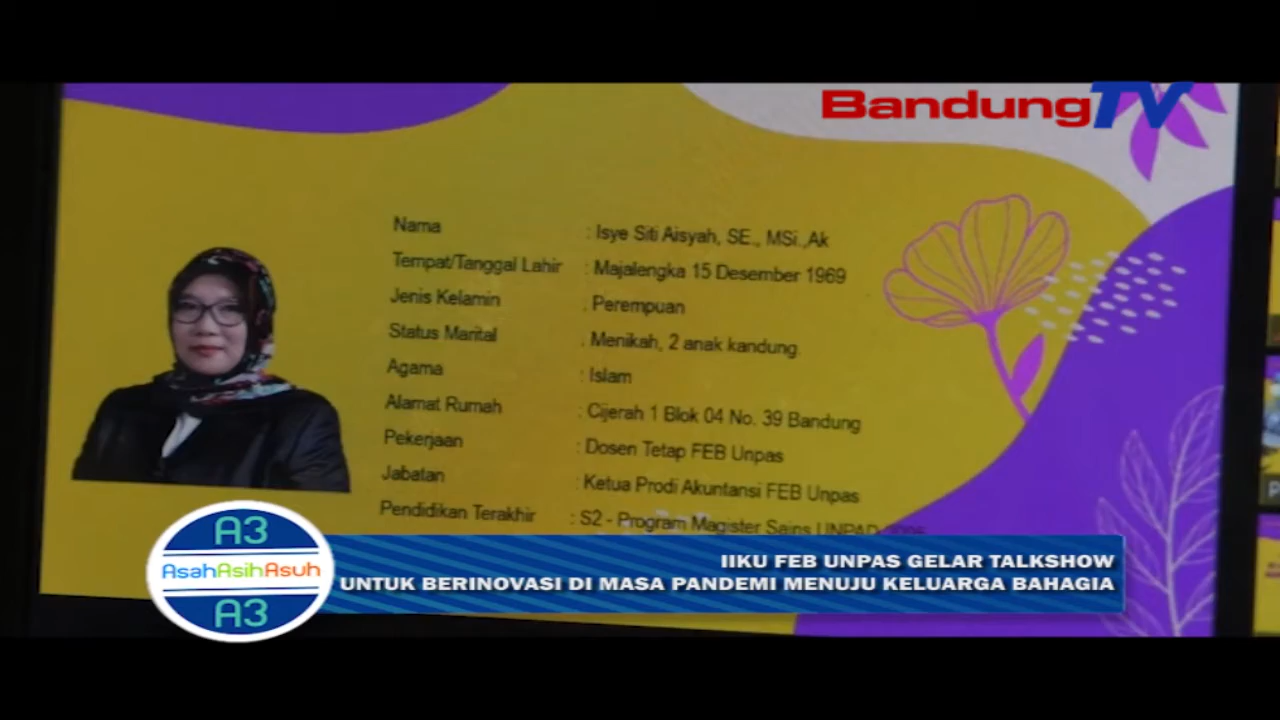 BandungTV
Nama : Isye Siti Aisyah, SE., MSi.,Ak
Tempat/Tanggal Lahir : Majalengka 15 Desember 1969
Jenis Kelamin : Perempuan
Status Marital : Menikah, 2 anak kandung
Agama : Islam
Alamat Rumah : Cijerah 1 Blok 04 No. 39 Bandung
Pekerjaan : Dosen Tetap FEB Unpas
Jabatan : Ketua Prodi Akuntansi FEB Unpas
Pendidikan Terakhir : S2 - Program Magister Sains UNPAD
A3
AsahAsihAsuh
A3
IIKU FEB UNPAS GELAR TALKSHOW
UNTUK BERINOVASI DI MASA PANDEMI MENUJU KELUARGA BAHAGIA